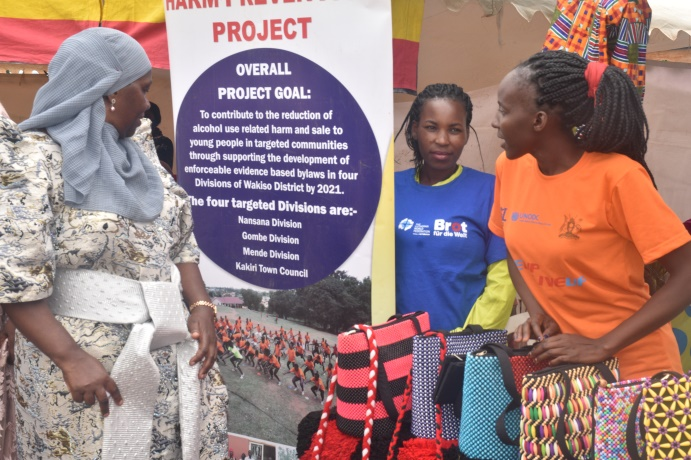 HARM
PROJECT
OVERALL
PROJECT GOAL:
To contribute to the reduction of
alcohol use related harm and sale to
young people in targeted communities
through supporting the development of
enforceable evidence based bylaws in four
Divisions of Wakiso District by 2021.
The four targeted Divisions are:-
Nansana Division
Gombe Division
Mende Division
Kakiri Town Council
Brot
für die Welt